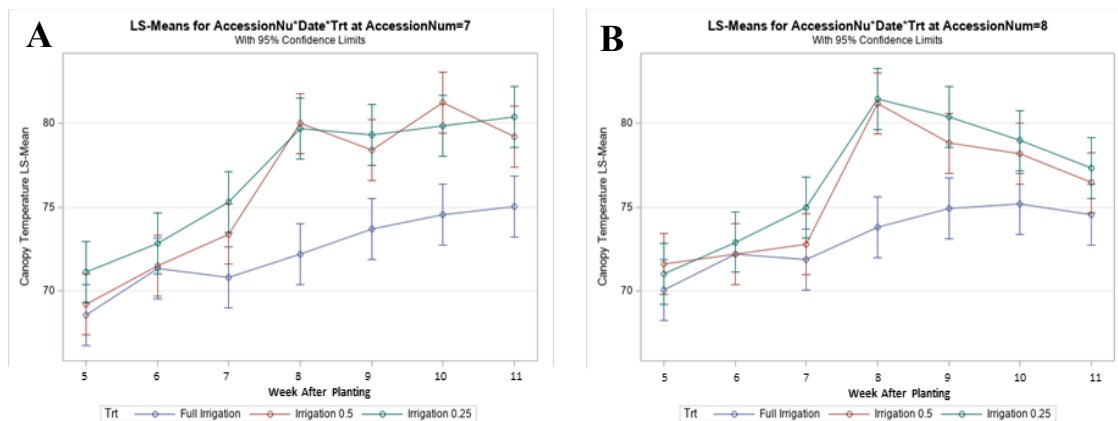 A
LS-Means for AccessionNu*Date*Trt at AccessionNum=7
With 95% Confidence Limits
Canopy Temperature LS-Mean
80
75
70
5 6 7 8 9 10 11
Week After Planting
Trt Full Irrigation Irrigation 0.5 Irrigation 0.25
B
LS-Means for AccessionNu*Date*Trt at AccessionNum=8
With 95% Confidence Limits
Canopy Temperature LS-Mean
80
75
70
5 6 7 8 9 10 11
Week After Planting
Trt Full Irrigation Irrigation 0.5 Irrigation 0.25